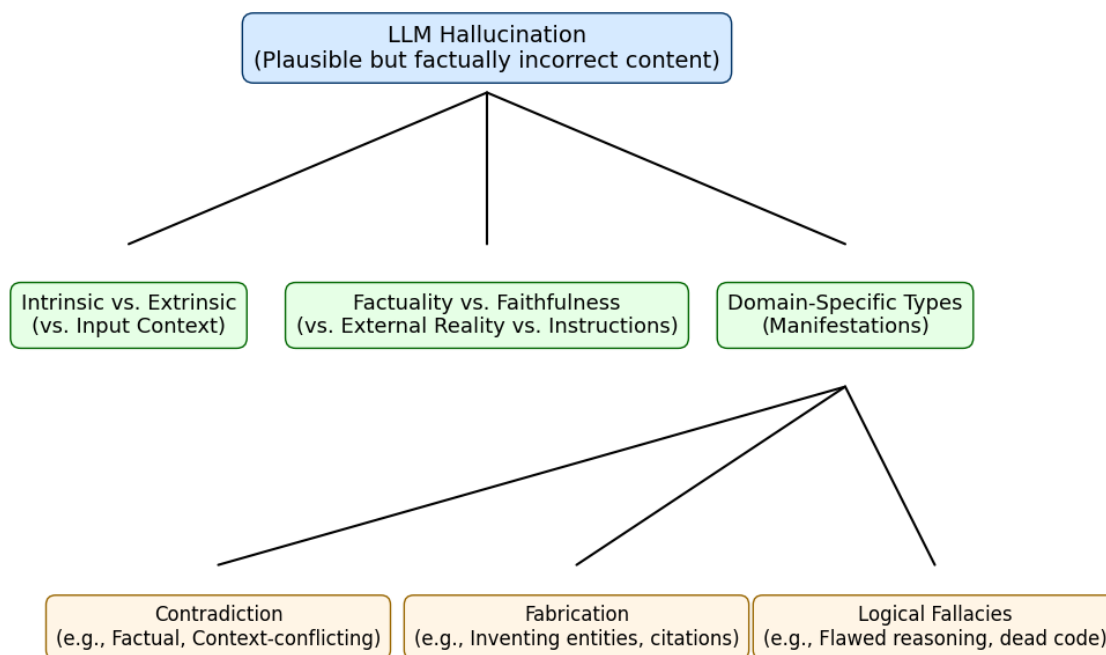 LLM Hallucination
(Plausible but factually incorrect content)
Intrinsic vs. Extrinsic
(vs. Input Context)
Factuality vs. Faithfulness
(vs. External Reality vs. Instructions)
Domain-Specific Types
(Manifestations)
Contradiction
(e.g., Factual, Context-conflicting)
Fabrication
(e.g., Inventing entities, citations)
Logical Fallacies
(e.g., Flawed reasoning, dead code)